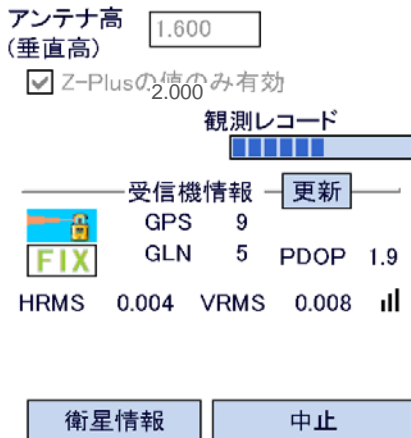 アンテナ高 1.600
(垂直高)
Z-Plusの値のみ有効
2.000
観測レコード
受信機情報 更新
GPS 9
FIX GLN 5 PDOP 1.9
HRMS 0.004 VRMS 0.008
衛星情報 中止